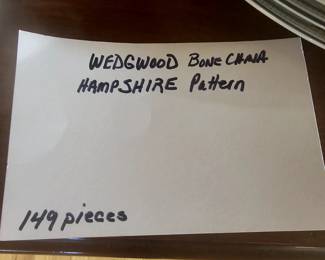 WEDGWOOD BONE CHINA
HAMPSHIRE Pattern
149 pieces